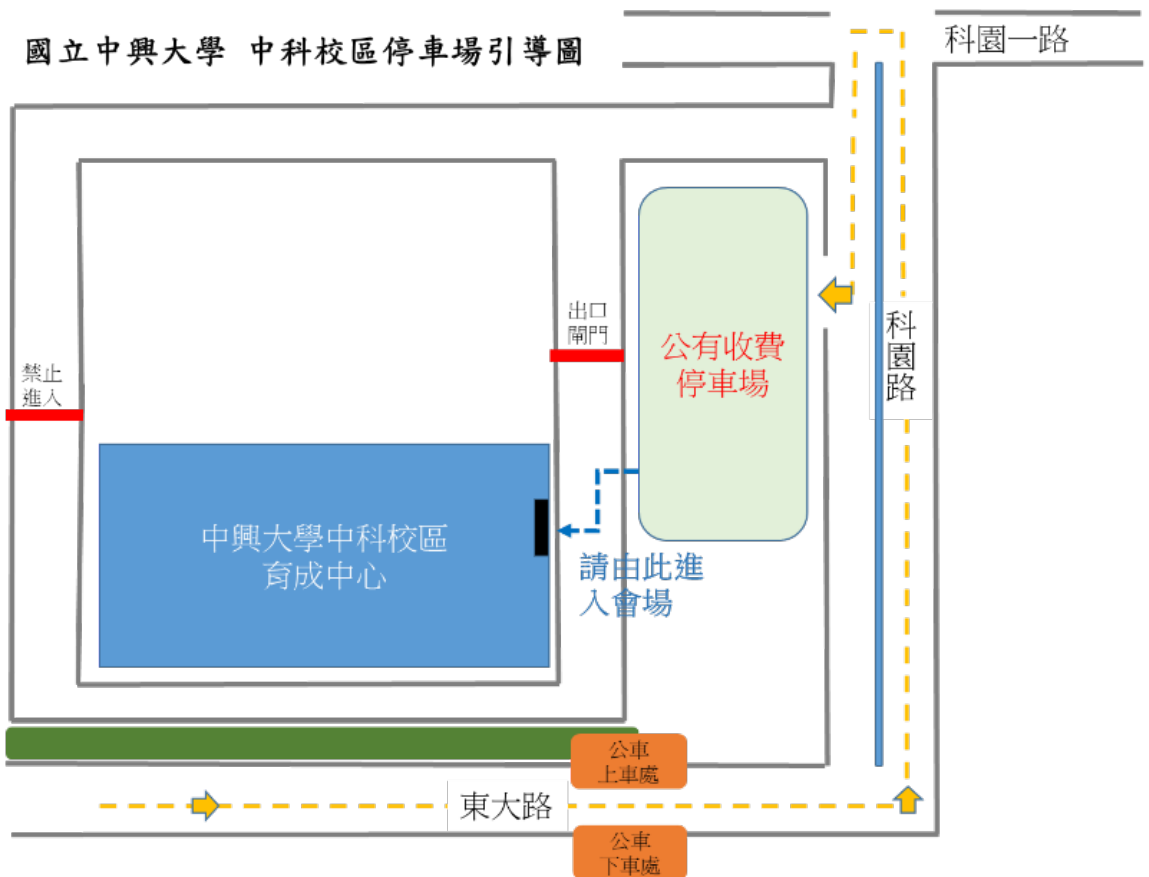 國立中興大學 中科校區停車場引導圖
科園一路
出口
閘門
公有收費
停車場
科
園
路
禁止
進入
中興大學中科校區
育成中心
請由此進
入會場
公車
上車處
東大路
公車
下車處